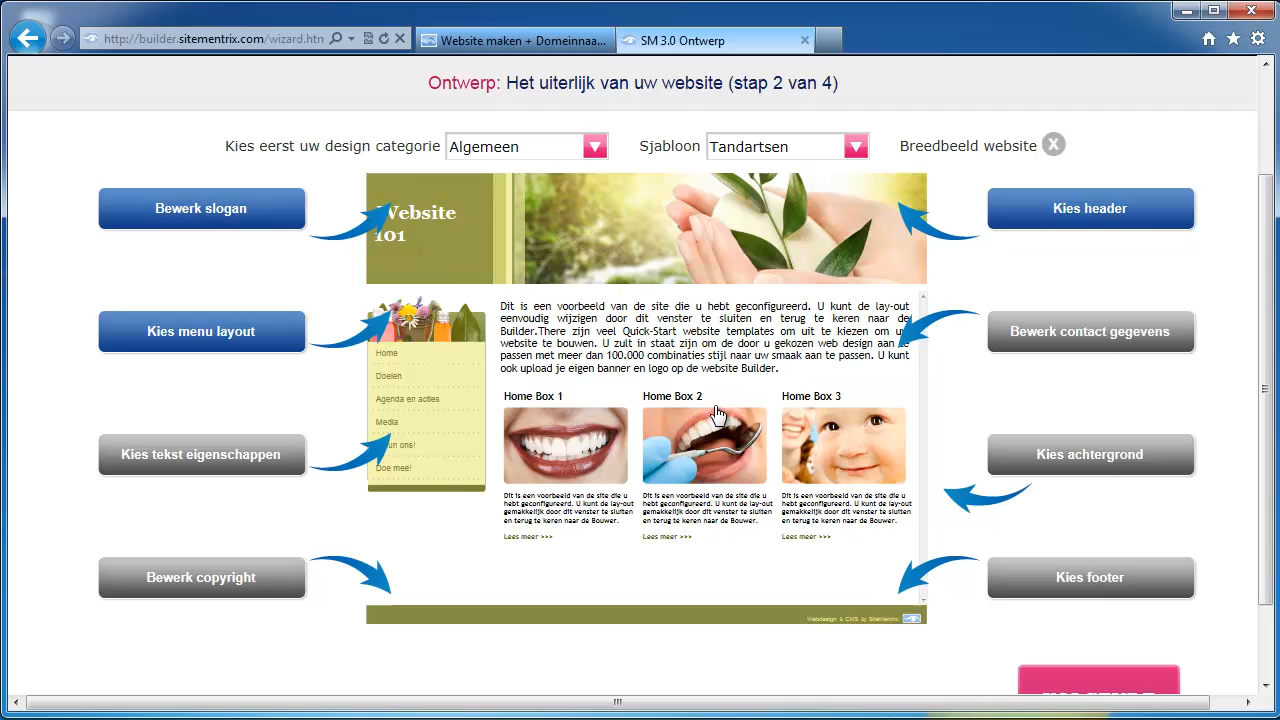 http://builder.sitementrix.com/wizard.htn
Website maken + Domeinnaa...
SM 3.0 Ontwerp
Ontwerp: Het uiterlijk van uw website (stap 2 van 4)
Kies eerst uw design categorie
Algemeen
Sjabloon
Tandartsen
Breedbeeld website
Bewerk slogan
Kies header
Website
101
Kies menu layout
Bewerk contact gegevens
Dit is een voorbeeld van de site die u hebt geconfigureerd. U kunt de lay-out
eenvoudig wijzigen door dit venster te sluiten en terug te keren naar de
Builder.There zijn veel Quick-Start website templates om uit te kiezen om uw
website te bouwen. U zult in staat zijn om de door u gekozen web design aan te
passen met meer dan 100.000 combinaties stijl naar uw smaak aan te passen. U kunt
ook upload je eigen banner en logo op de website Builder.
Home
Doelen
Agenda en acties
Media
un ons!
Doe mee!
Home Box 1
Home Box 2
Home Box 3
Kies tekst eigenschappen
Kies achtergrond
Dit is een voorbeeld van de site die u
hebt geconfigureerd. U kunt de lay-out
gemakkelijk door dit venster te sluiten
en terug te keren naar de Bouwer.
Lees meer >>>
Dit is een voorbeeld van de site die u
hebt geconfigureerd. U kunt de lay-out
gemakkelijk door dit venster te sluiten
en terug te keren naar de Bouwer.
Lees meer >>>
Dit is een voorbeeld van de site die u
hebt geconfigureerd. U kunt de lay-out
gemakkelijk door dit venster te sluiten
en terug te keren naar de Bouwer.
Lees meer >>>
Bewerk copyright
Kies footer
Webdesign & CMS by SiteMentrix